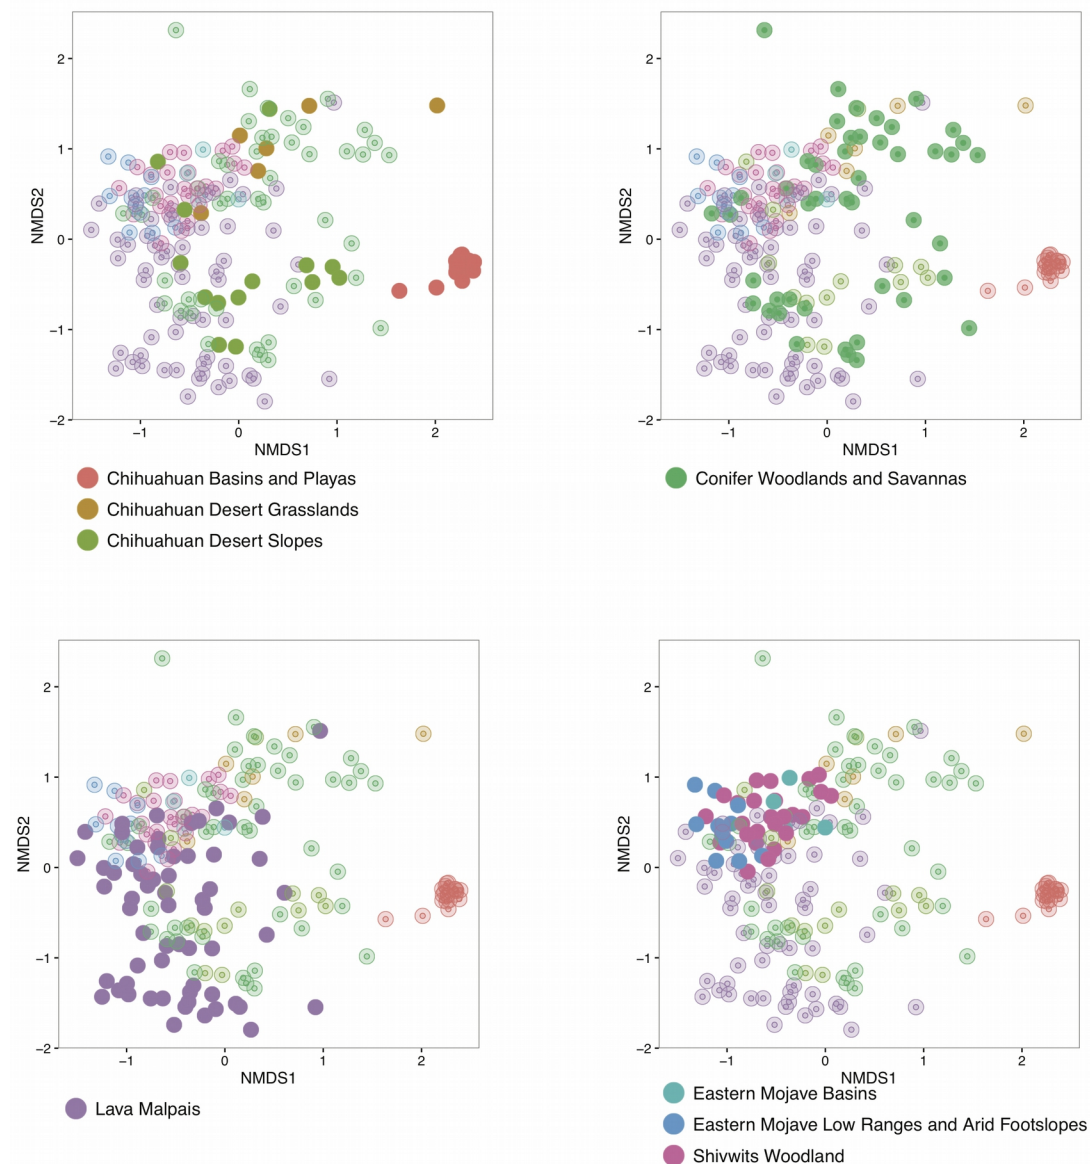 2
1
0
−1
−2
NMDS2
−1 0 1 2
NMDS1
Chihuahuan Basins and Playas
Chihuahuan Desert Grasslands
Chihuahuan Desert Slopes
2
1
0
−1
−2
NMDS2
−1 0 1 2
NMDS1
Conifer Woodlands and Savannas
2
1
0
−1
−2
NMDS2
−1 0 1 2
NMDS1
Lava Malpais
2
1
0
−1
−2
NMDS2
−1 0 1 2
NMDS1
Eastern Mojave Basins
Eastern Mojave Low Ranges and Arid Footslopes
Shivwits Woodland